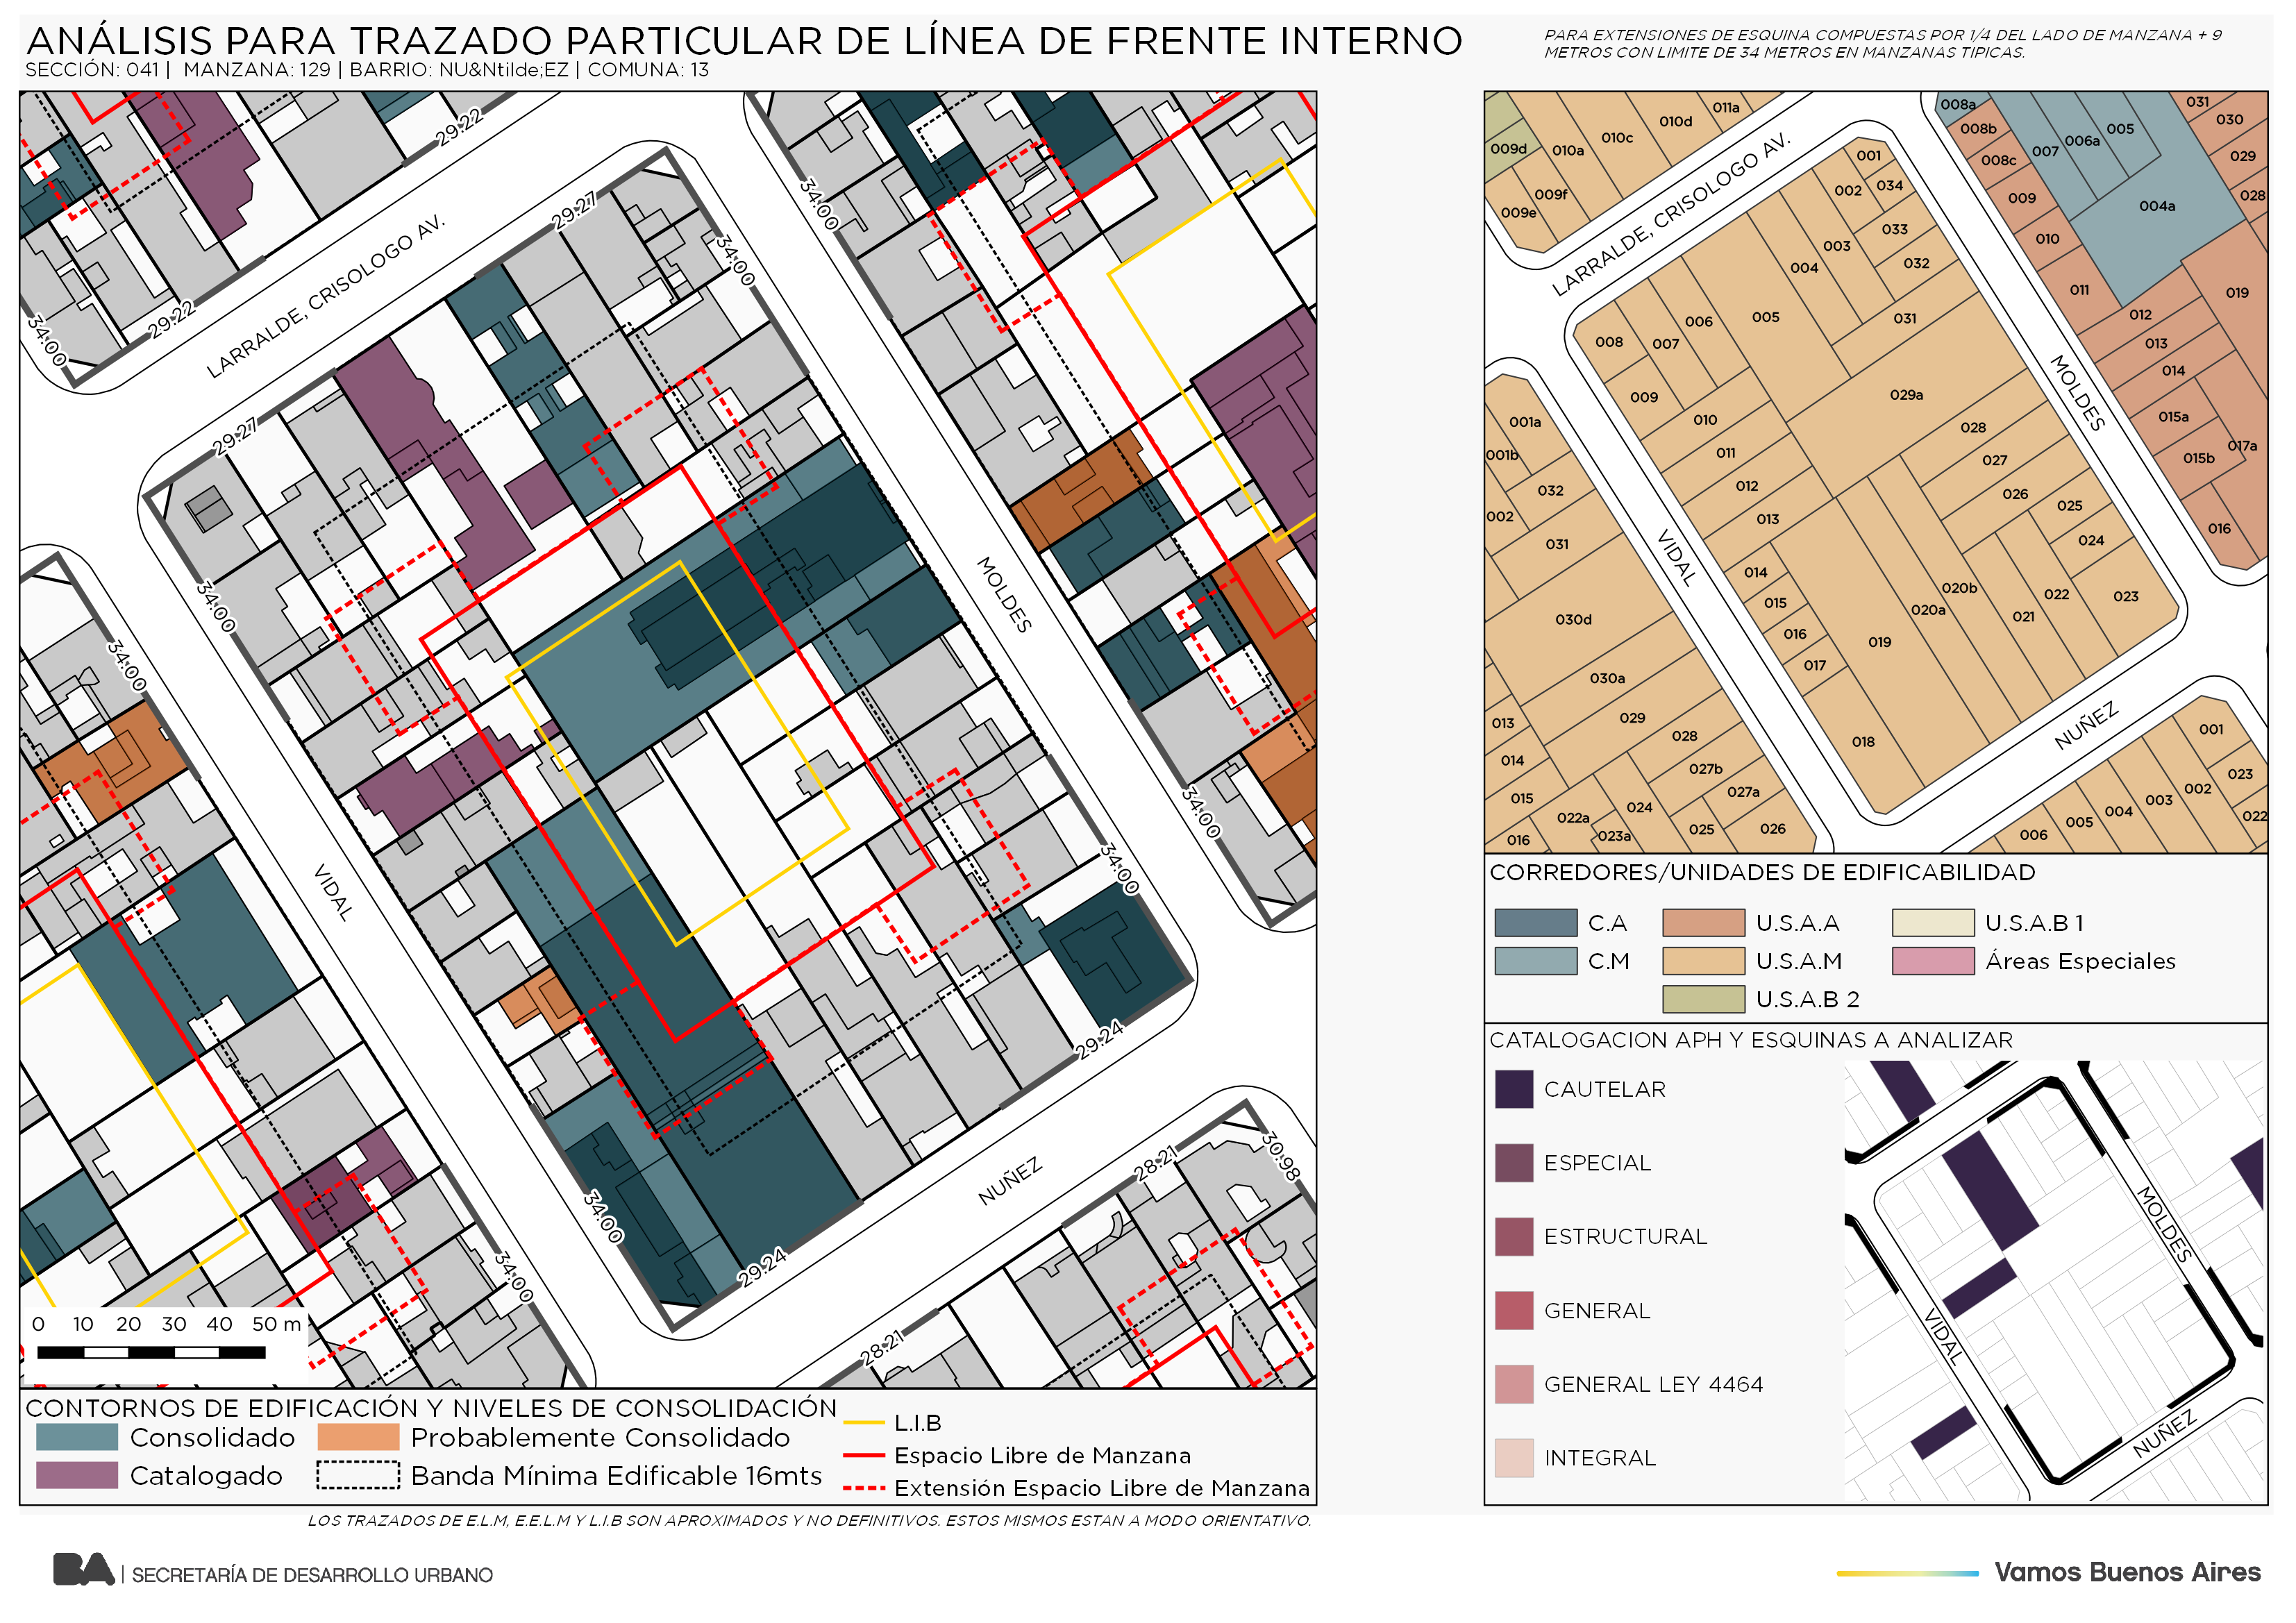 ANÁLISIS PARA TRAZADO PARTICULAR DE LÍNEA DE FRENTE INTERNO
SECCIÓN: 041 | MANZANA: 129 | BARRIO: NU&Ntilde;EZ | COMUNA: 13
PARA EXTENSIONES DE ESQUINA COMPUESTAS POR 1/4 DEL LADO DE MANZANA + 9
METROS CON LIMITE DE 34 METROS EN MANZANAS TIPICAS.
29.22
29.22
34.00
LARRALDE, CRISOLOGO AV.
29.27
29.27
34.00
34.00
34.00
34.00
MOLDES
VIDAL
34.00
34.00
34.00
29.24
29.24
34.00
NUÑEZ
28.21
28.21
30.98
34.00
0 10 20 30 40 50 m
CONTORNOS DE EDIFICACIÓN Y NIVELES DE CONSOLIDACIÓN
Consolidado
Probablemente Consolidado
Catalogado
Banda Mínima Edificable 16mts
L.I.B
Espacio Libre de Manzana
Extensión Espacio Libre de Manzana
LOS TRAZADOS DE E.L.M, E.E.L.M Y L.I.B SON APROXIMADOS Y NO DEFINITIVOS. ESTOS MISMOS ESTAN A MODO ORIENTATIVO.
009d
010a
010c
010d
011a
009f
009e
LARRALDE, CRISOLOGO AV.
008a
008b
008c
007
006a
005
004a
031
030
029
028
009
010
011
012
013
014
015a
015b
017a
016
019
001
002
034
003
033
004
032
005
031
006
007
008
009
010
011
012
013
014
015
016
017
018
019
020a
020b
021
022
023
024
025
026
027
028
029a
MOLDES
VIDAL
NUÑEZ
001a
001b
032
002
031
030d
030a
029
013
028
014
027b
015
027a
024
022a
023a
025
026
016
001
002
023
003
022
004
005
006
CORREDORES/UNIDADES DE EDIFICABILIDAD
C.A
U.S.A.A
U.S.A.B 1
C.M
U.S.A.M
Áreas Especiales
U.S.A.B 2
CATALOGACION APH Y ESQUINAS A ANALIZAR
CAUTELAR
ESPECIAL
ESTRUCTURAL
GENERAL
GENERAL LEY 4464
INTEGRAL
MOLDES
VIDAL
NUÑEZ
BA | SECRETARÍA DE DESARROLLO URBANO
Vamos Buenos Aires